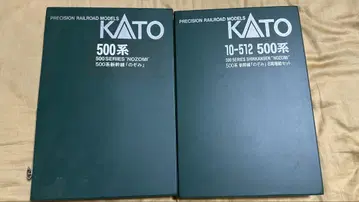 PRECISION RAILROAD MODELS
KATO
500系
500 SERIES "NOZOMI"
500系新幹線「のぞみ」
PRECISION RAILROAD MODELS
KATO
10-512 500系
500 SERIES SHINKANSEN "NOZOMI"
500系 新幹線「のぞみ」 8両増結セット